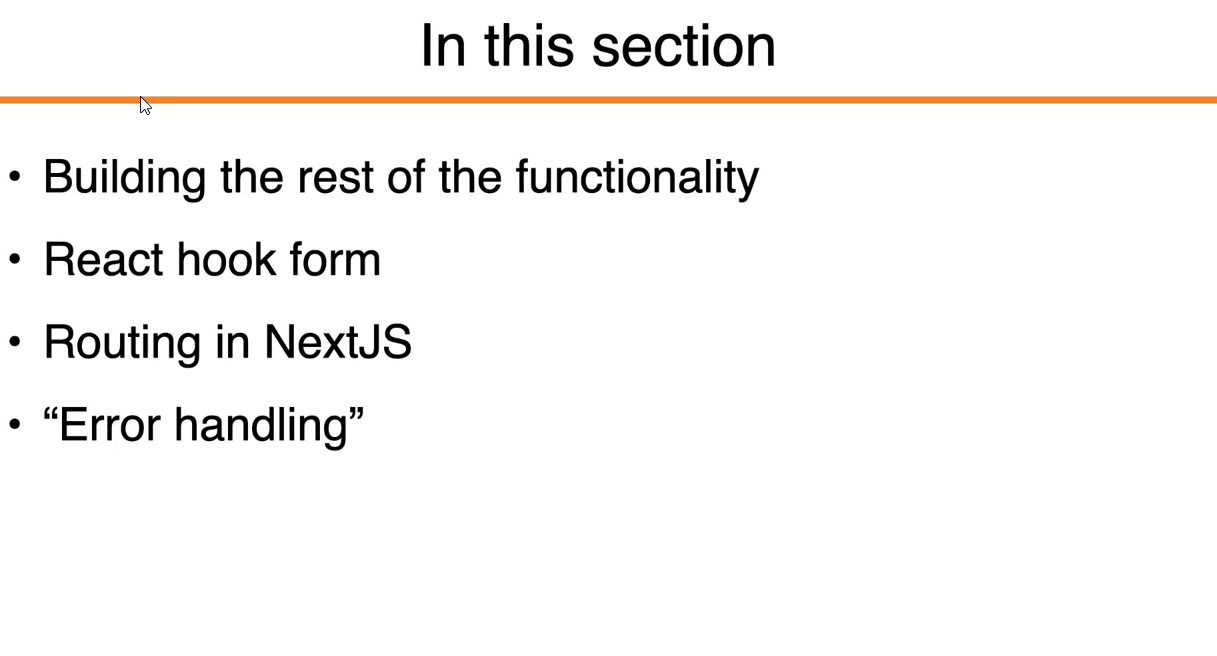 In this section
• Building the rest of the functionality
• React hook form
• Routing in NextJS
• “Error handling”